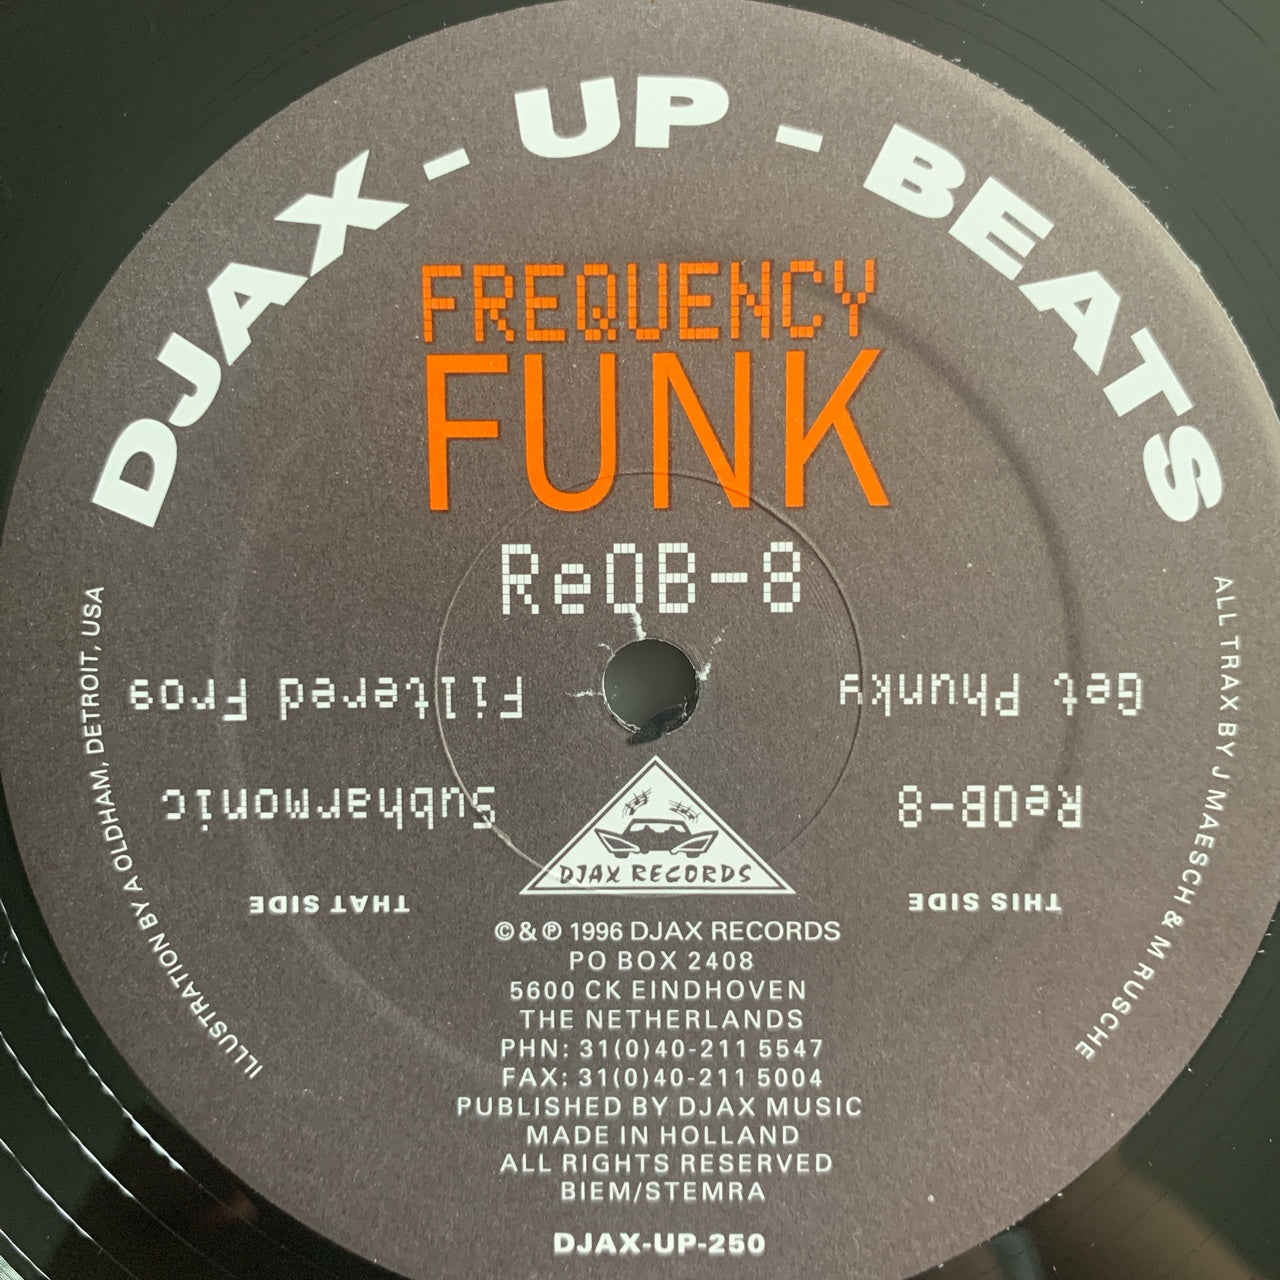 DJAX - UP - BEATS
FREQUENCY
FUNK
ReOB-8
THIS SIDE
ReOB-8
Get Phunky
THAT SIDE
Subharmonic
Filtered Frog
DJAX RECORDS
© & ℗ 1996 DJAX RECORDS
PO BOX 2408
5600 CK EINDHOVEN
THE NETHERLANDS
PHN: 31(0)40-211 5547
FAX: 31(0)40-211 5004
PUBLISHED BY DJAX MUSIC
MADE IN HOLLAND
ALL RIGHTS RESERVED
BIEM/STEMRA
DJAX-UP-250
ILLUSTRATION BY A OLDHAM, DETROIT, USA
ALL TRAX BY J MAESCH & M RUSCHE